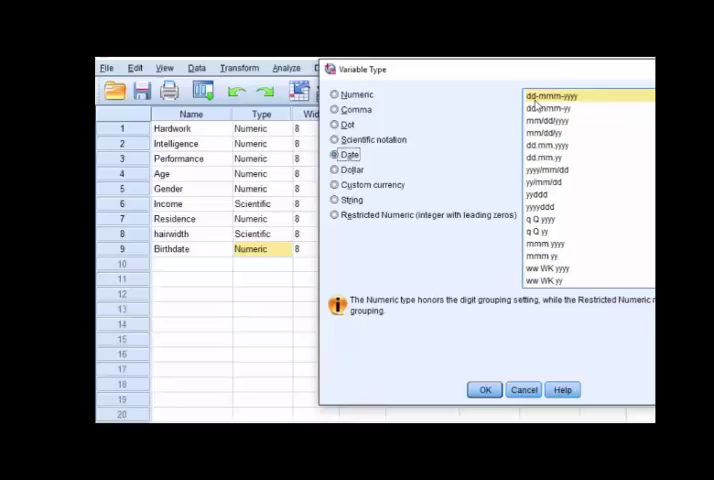 File Edit View Data Transform Analyze
Variable Type
Name Type Wid
1 Hardwork Numeric 8
2 Intelligence Numeric 8
3 Performance Numeric 8
4 Age Numeric 8
5 Gender Numeric 8
6 Income Scientific 8
7 Residence Numeric 8
8 hairwidth Scientific 8
9 Birthdate Numeric 8
10
11
12
13
14
15
16
17
18
19
20
Numeric
Comma
Dot
Scientific notation
Date
Dollar
Custom currency
String
Restricted Numeric (integer with leading zeros)
dd-mmm-yyyy
dd-mmm-yy
mm/dd/yyyy
mm/dd/yy
dd.mm.yyyy
dd.mm.yy
yyyy/mm/dd
yy/mm/dd
yyddd
yyyyddd
q Q yyyy
q Q yy
mmm yyyy
mmm yy
ww WK yyyy
ww WK yy
The Numeric type honors the digit grouping setting, while the Restricted Numeric n
grouping.
OK Cancel Help